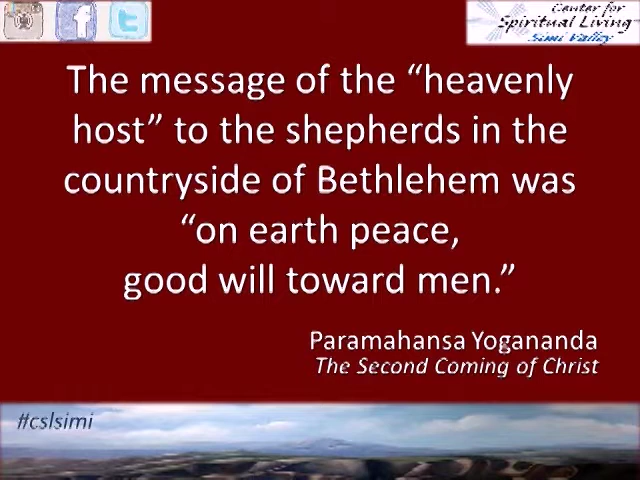 Center for
Spiritual Living
Simi Valley
The message of the “heavenly
host” to the shepherds in the
countryside of Bethlehem was
“on earth peace,
good will toward men.”
Paramahansa Yogananda
The Second Coming of Christ
#cslsimi